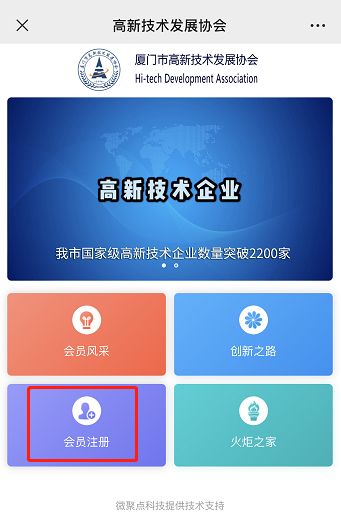 高新技术发展协会
厦门市高新技术发展协会
Hi-tech Development Association
高新技术企业
我市国家级高新技术企业数量突破2200家
会员风采
创新之路
会员注册
火炬之家
微聚点科技提供技术支持